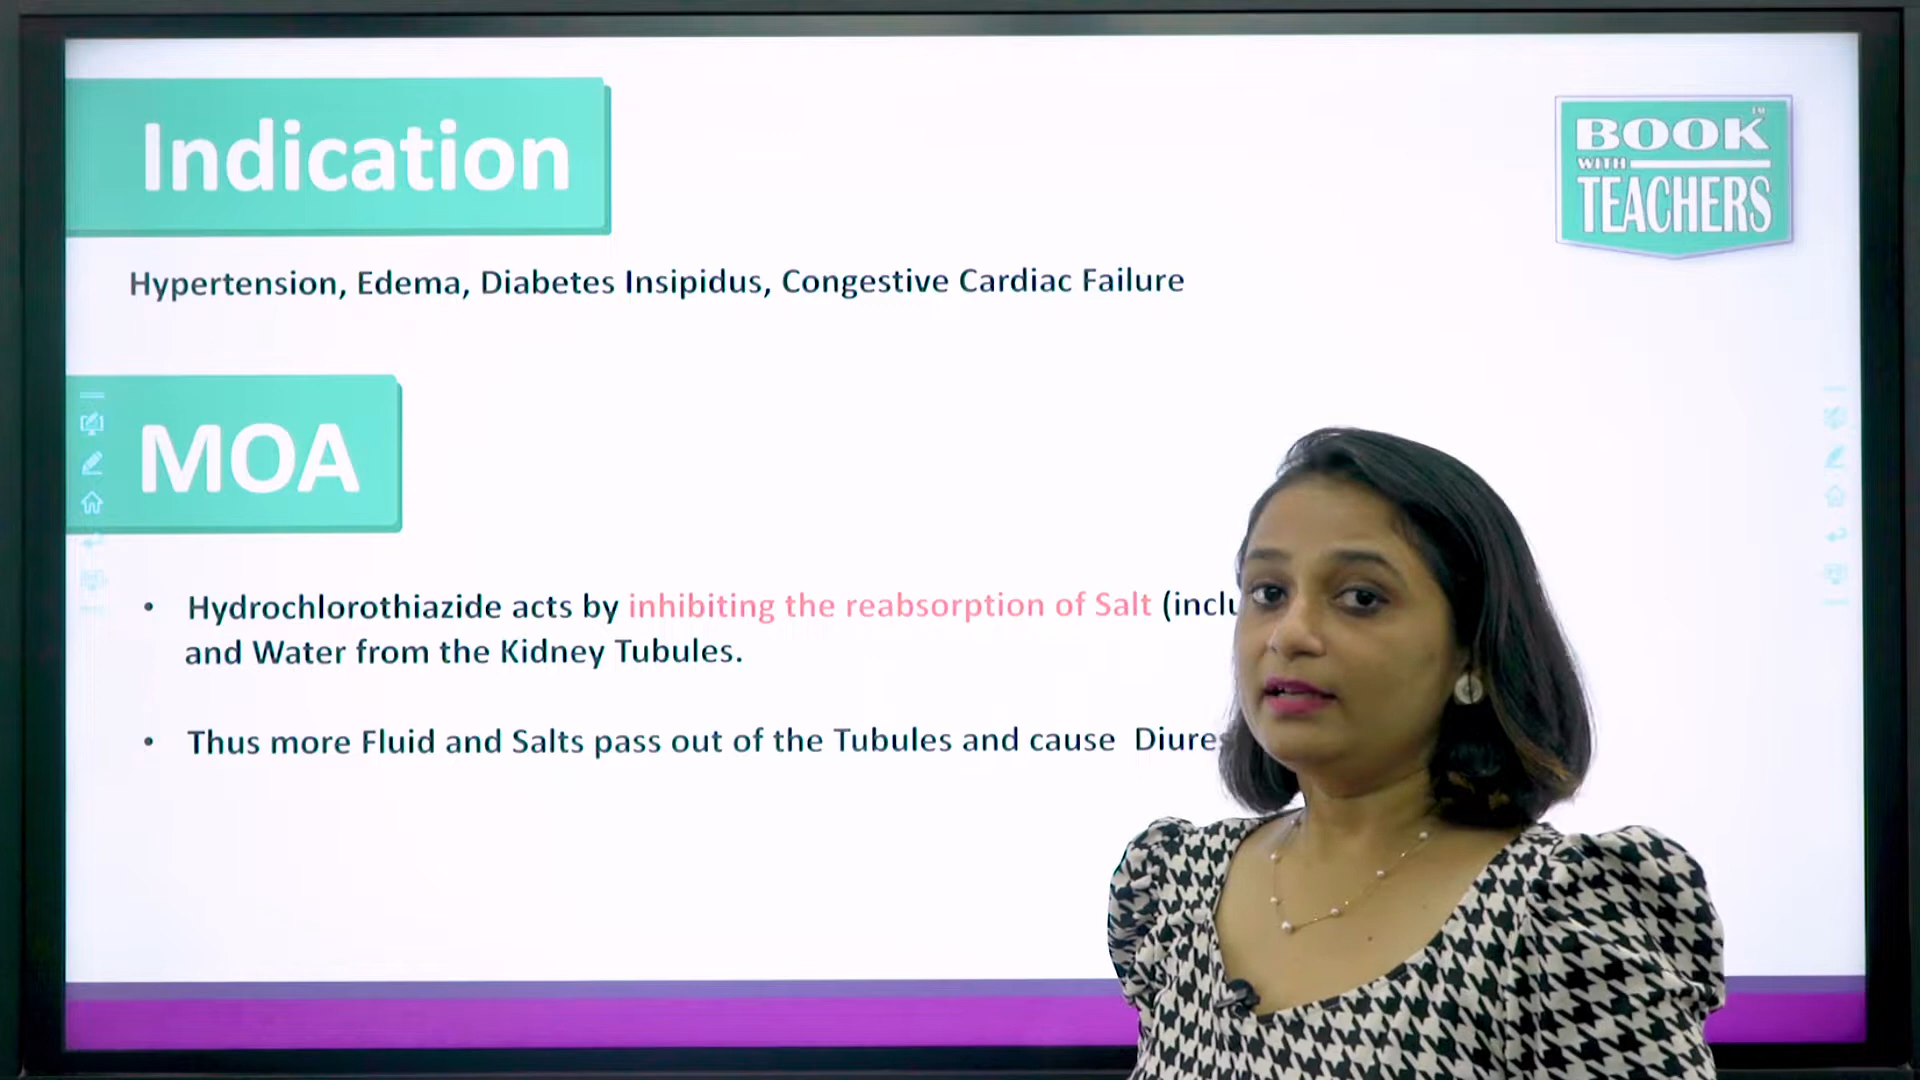 Indication
BOOK
WITH
TEACHERS
™
Hypertension, Edema, Diabetes Insipidus, Congestive Cardiac Failure
MOA
• Hydrochlorothiazide acts by inhibiting the reabsorption of Salt (inclu
and Water from the Kidney Tubules.
• Thus more Fluid and Salts pass out of the Tubules and cause Diures